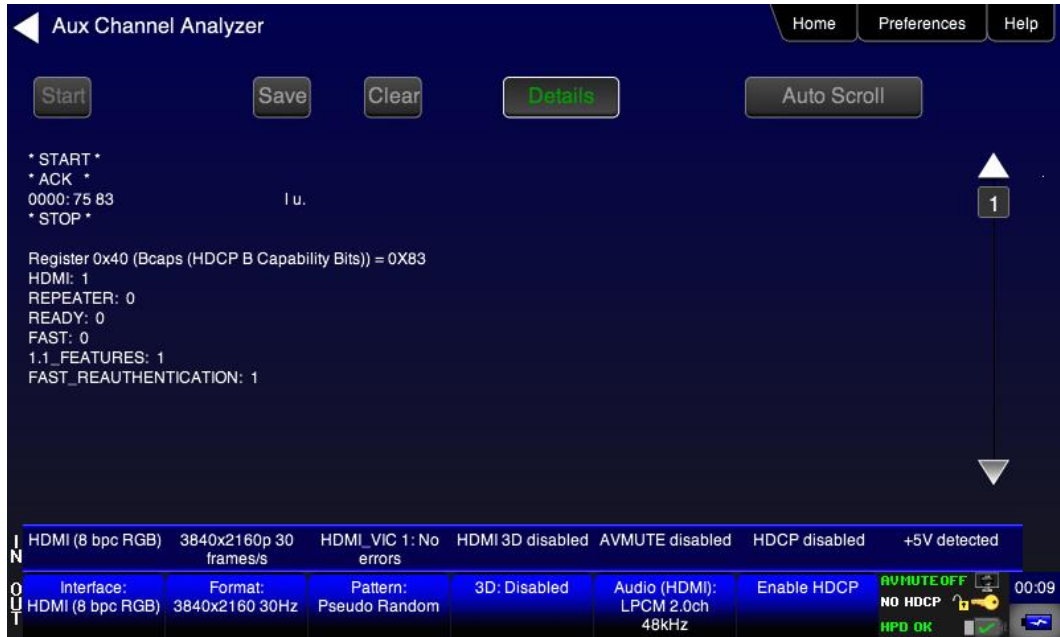 Aux Channel Analyzer
Home
Preferences
Help
Start
Save
Clear
Details
Auto Scroll
* START *
* ACK *
0000: 75 83 l u.
* STOP *
1
Register 0x40 (Bcaps (HDCP B Capability Bits)) = 0X83
HDMI: 1
REPEATER: 0
READY: 0
FAST: 0
1.1_FEATURES: 1
FAST_REAUTHENTICATION: 1
IN
HDMI (8 bpc RGB)
3840x2160p 30
frames/s
HDMI_VIC 1: No
errors
HDMI 3D disabled
AVMUTE disabled
HDCP disabled
+5V detected
OUT
Interface:
HDMI (8 bpc RGB)
Format:
3840x2160 30Hz
Pattern:
Pseudo Random
3D: Disabled
Audio (HDMI):
LPCM 2.0ch
48kHz
Enable HDCP
AVMUTEOFF
NO HDCP
HPD OK
00:09